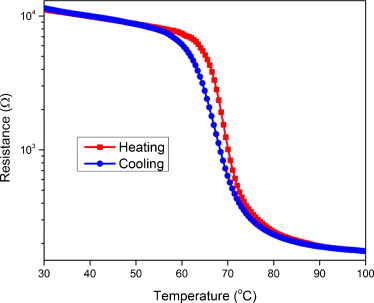 10⁴
10³
Resistance (Ω)
Heating
Cooling
30 40 50 60 70 80 90 100
Temperature (°C)